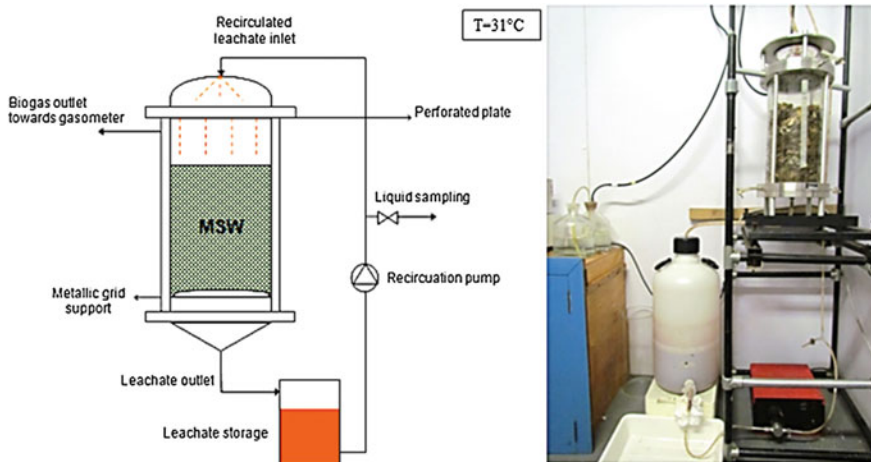 Recirculated
leachate inlet
T=31°C
Biogas outlet
towards gasometer
Perforated plate
Liquid sampling
MSW
Recircuation pump
Metallic grid
support
Leachate outlet
Leachate storage